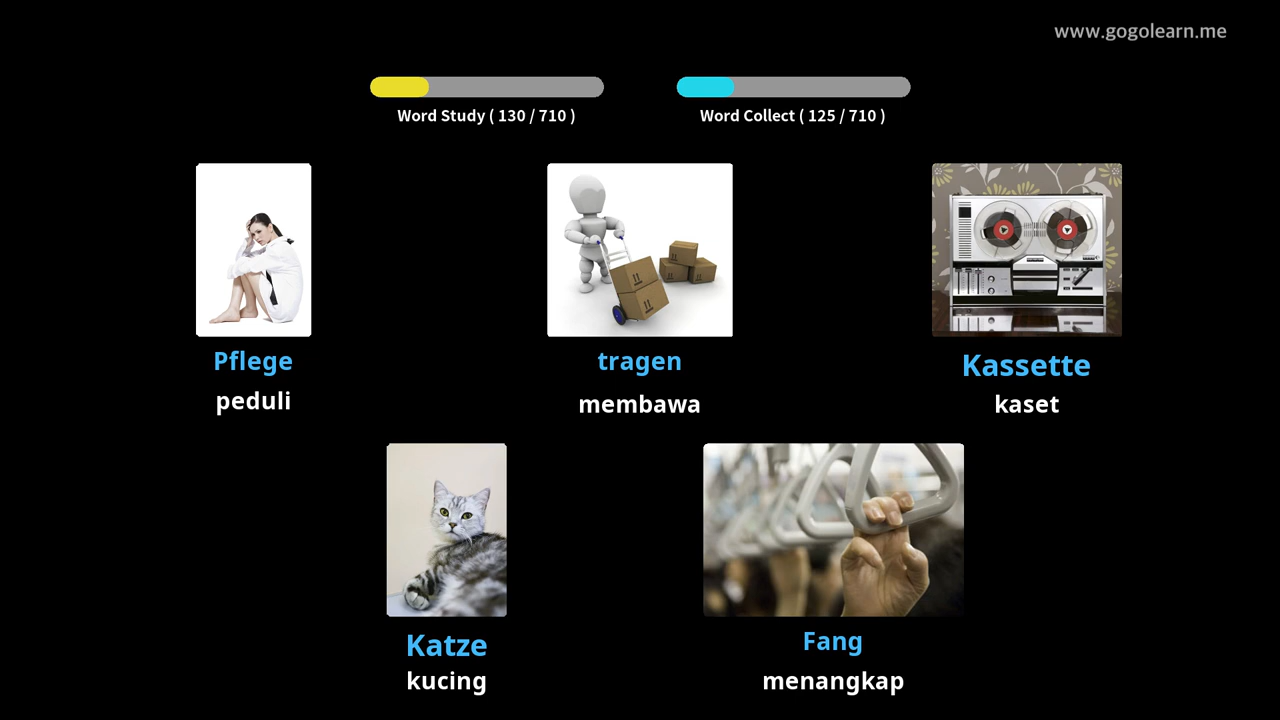 www.gogolearn.me
Word Study ( 130 / 710 )
Word Collect ( 125 / 710 )
Pflege
peduli
tragen
membawa
Kassette
kaset
Katze
kucing
Fang
menangkap